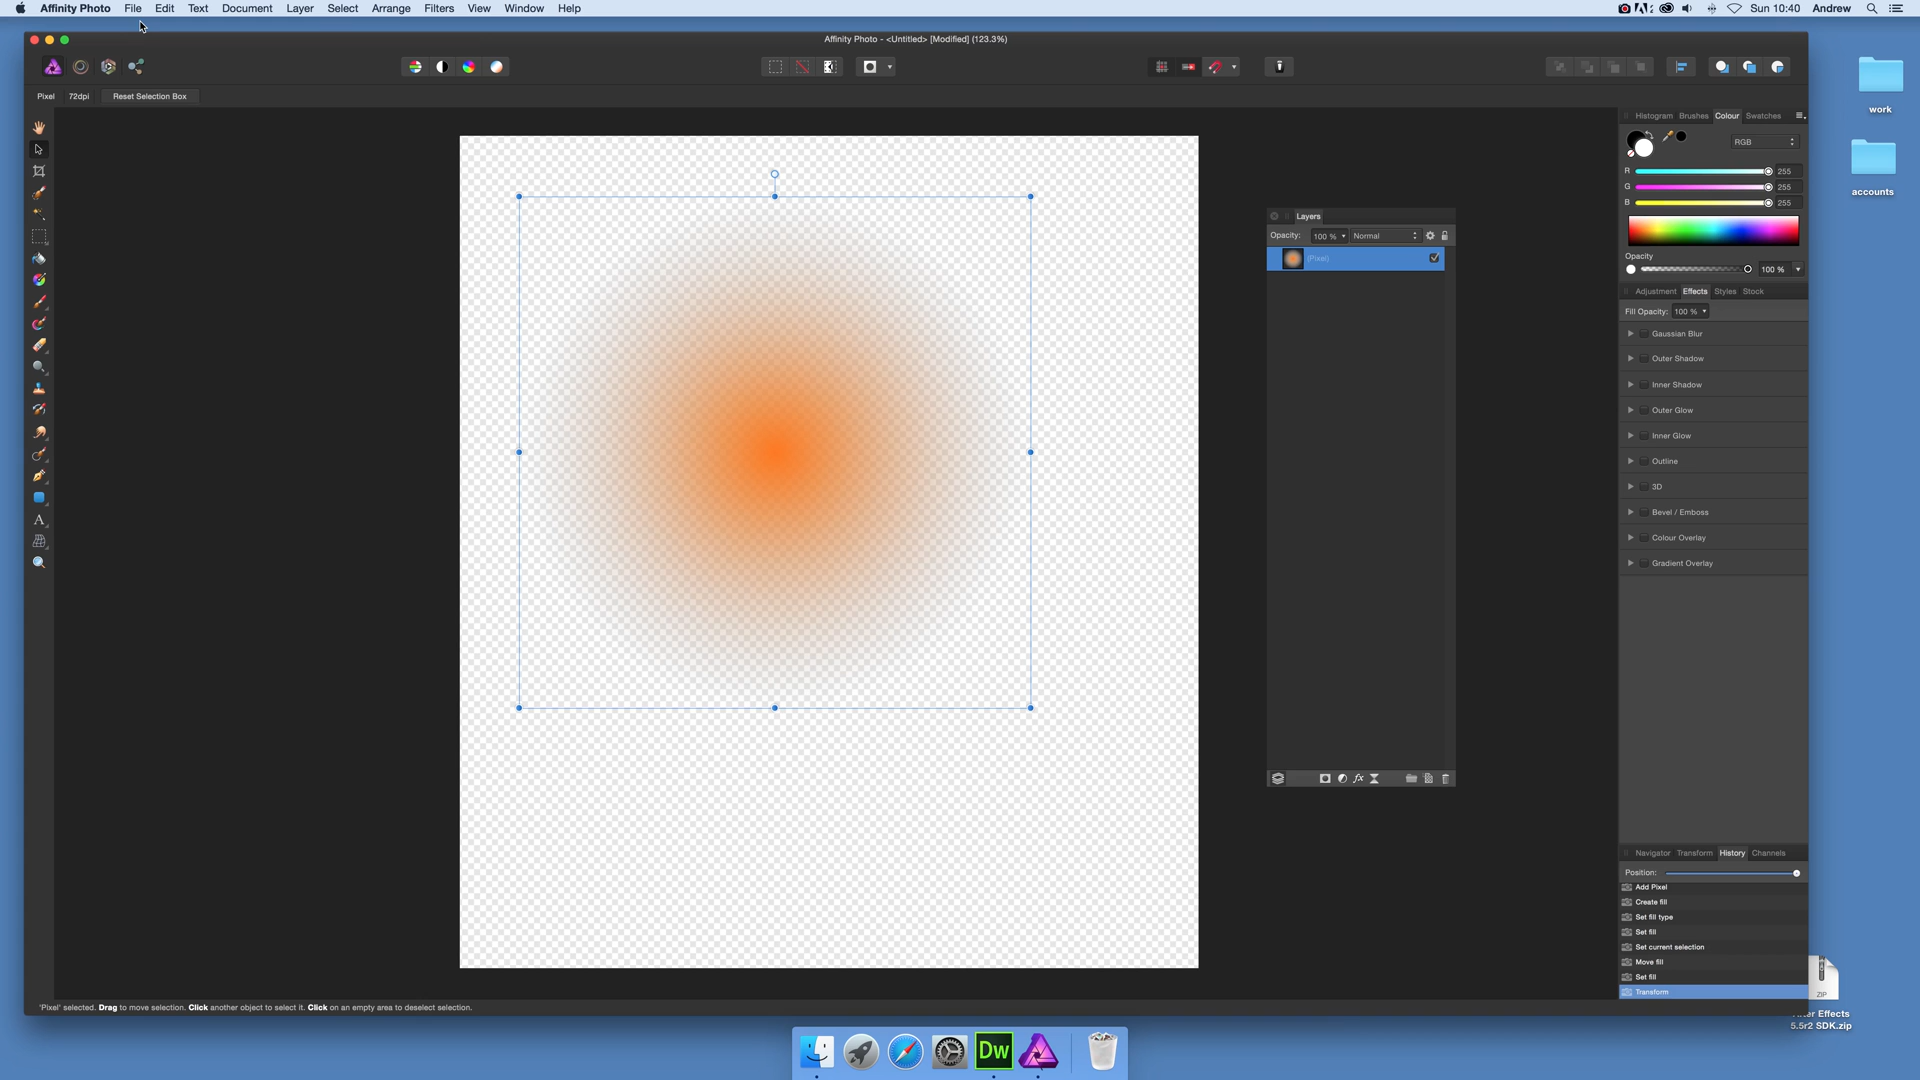 Affinity Photo File Edit Text Document Layer Select Arrange Filters View Window Help Sun 10:40 Andrew
Affinity Photo - <Untitled> [Modified] (123.3%)
Pixel 72dpi Reset Selection Box
Histogram Brushes Colour Swatches
RGB
R 255
G 255
B 255
Opacity
100 %
Adjustment Effects Styles Stock
Fill Opacity: 100 %
Gaussian Blur
Outer Shadow
Inner Shadow
Outer Glow
Inner Glow
Outline
3D
Bevel / Emboss
Colour Overlay
Gradient Overlay
Layers
Opacity: 100 % Normal
(Pixel)
fx
A
Navigator Transform History Channels
Position:
Add Pixel
Create fill
Set fill type
Set fill
Set current selection
Move fill
Set fill
Transform
'Pixel' selected. Drag to move selection. Click another object to select it. Click on an empty area to deselect selection.
work
accounts
ZIP
After Effects
5.5r2 SDK.zip
Dw